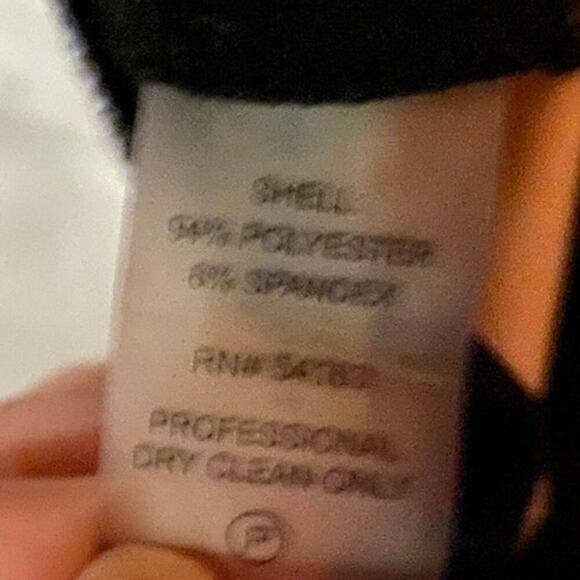 SHELL:
94% POLYESTER
6% SPANDEX
RN#
PROFESSIONAL
DRY CLEAN ONLY
P